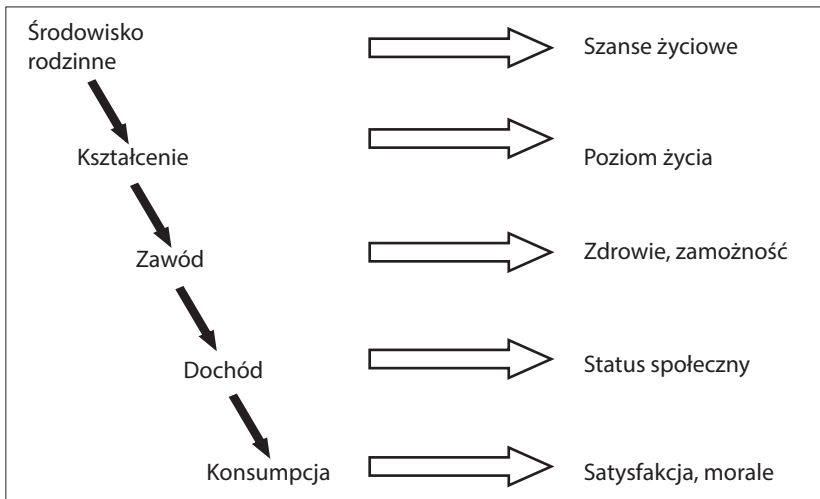 Środowisko
rodzinne
Szanse życiowe
Kształcenie
Poziom życia
Zawód
Zdrowie, zamożność
Dochód
Status społeczny
Konsumpcja
Satysfakcja, morale